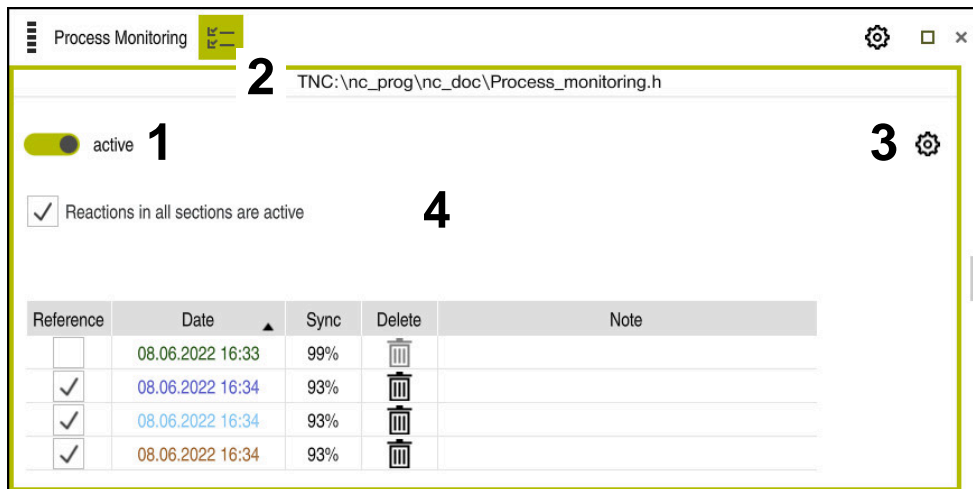 Process Monitoring
2 TNC:\nc_prog\nc_doc\Process_monitoring.h
active 1 3
Reactions in all sections are active 4
Reference Date Sync Delete Note
08.06.2022 16:33 99%
08.06.2022 16:34 93%
08.06.2022 16:34 93%
08.06.2022 16:34 93%